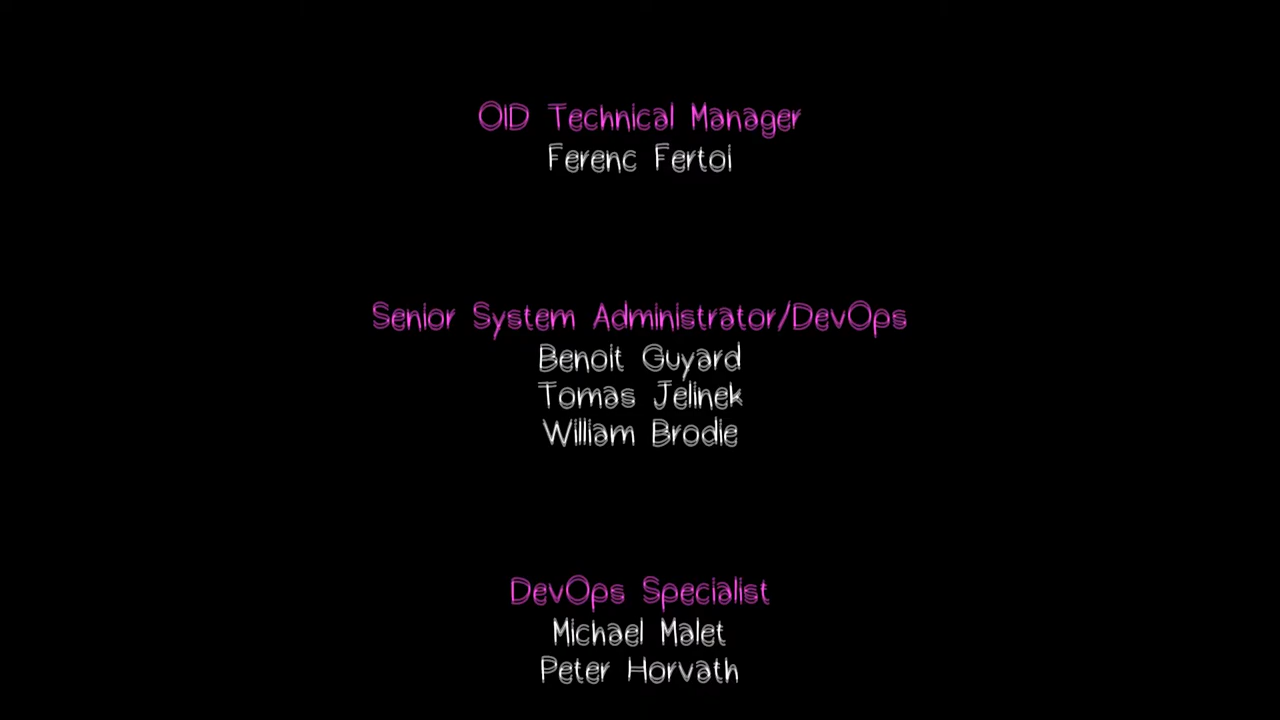 OID Technical Manager
Ferenc Fertoi
Senior System Administrator/DevOps
Benoit Guyard
Tomas Jelinek
William Brodie
DevOps Specialist
Michael Malet
Peter Horvath